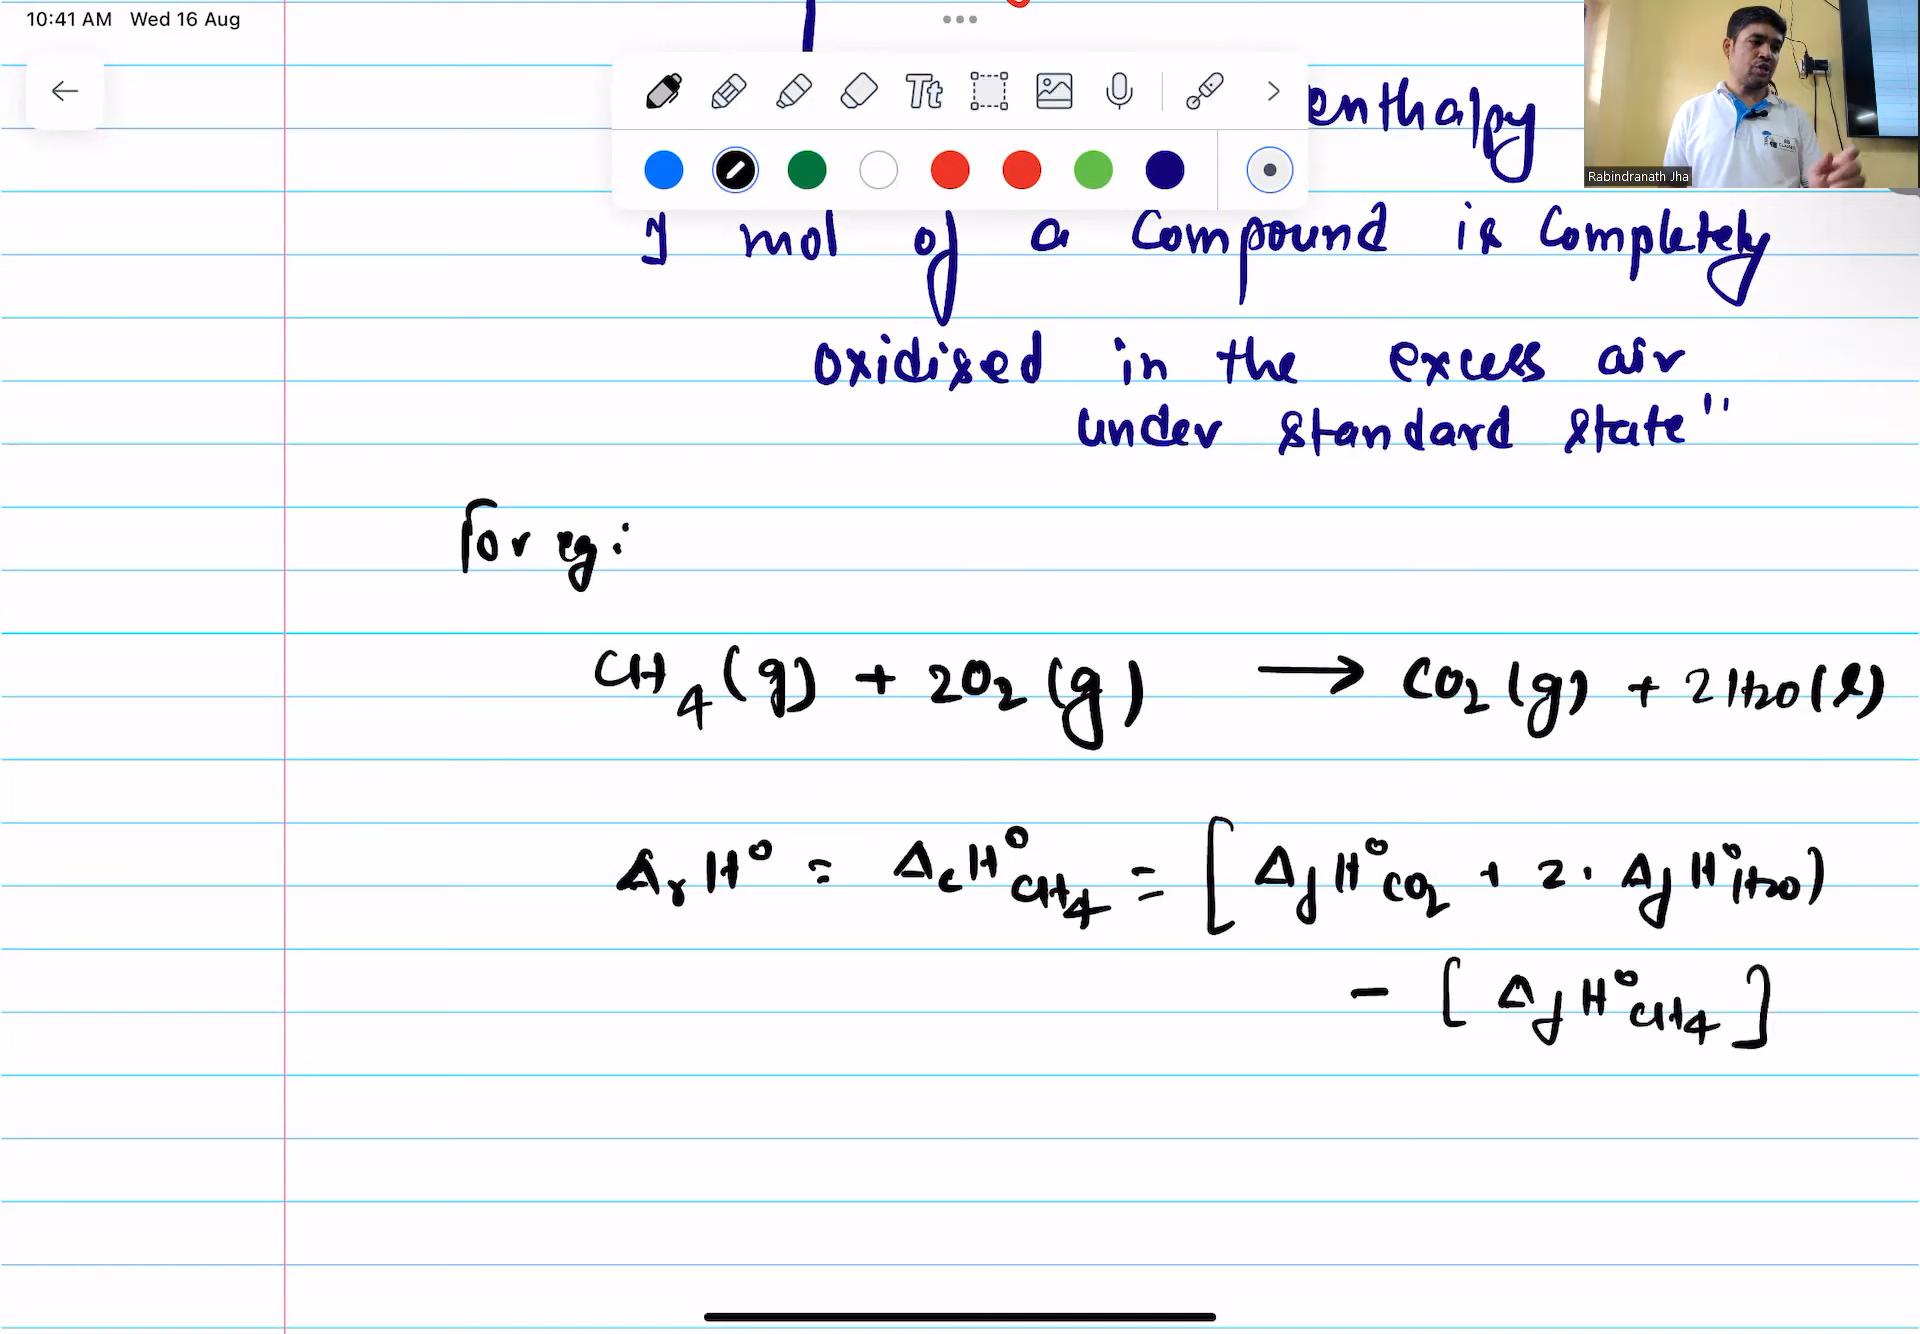 10:41 AM Wed 16 Aug
Tt
enthalpy
Rabindranath Jha
1 mol of a compound is completely
oxidised in the excess air
under standard state"
For eg:
CH4(g) + 2O2(g) → CO2(g) + 2H2O(l)
ΔrH° = ΔcH°CH4 = [ΔfH°CO2 + 2·ΔfH°H2O)
- [ΔfH°CH4]